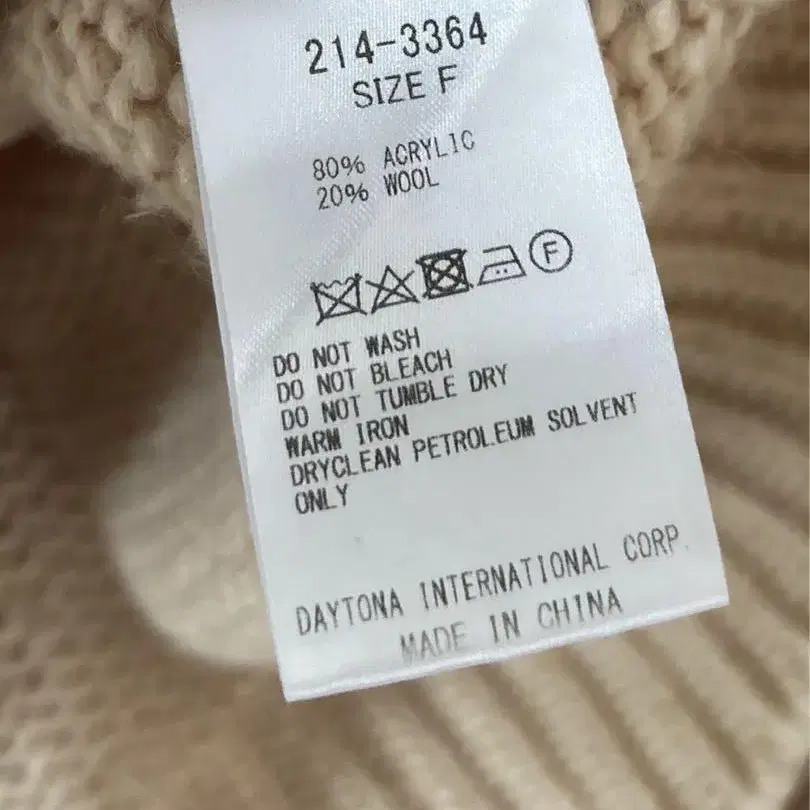 214-3364
SIZE F
80% ACRYLIC
20% WOOL
F
DO NOT WASH
DO NOT BLEACH
DO NOT TUMBLE DRY
WARM IRON
DRYCLEAN PETROLEUM SOLVENT
ONLY
DAYTONA INTERNATIONAL CORP.
MADE IN CHINA